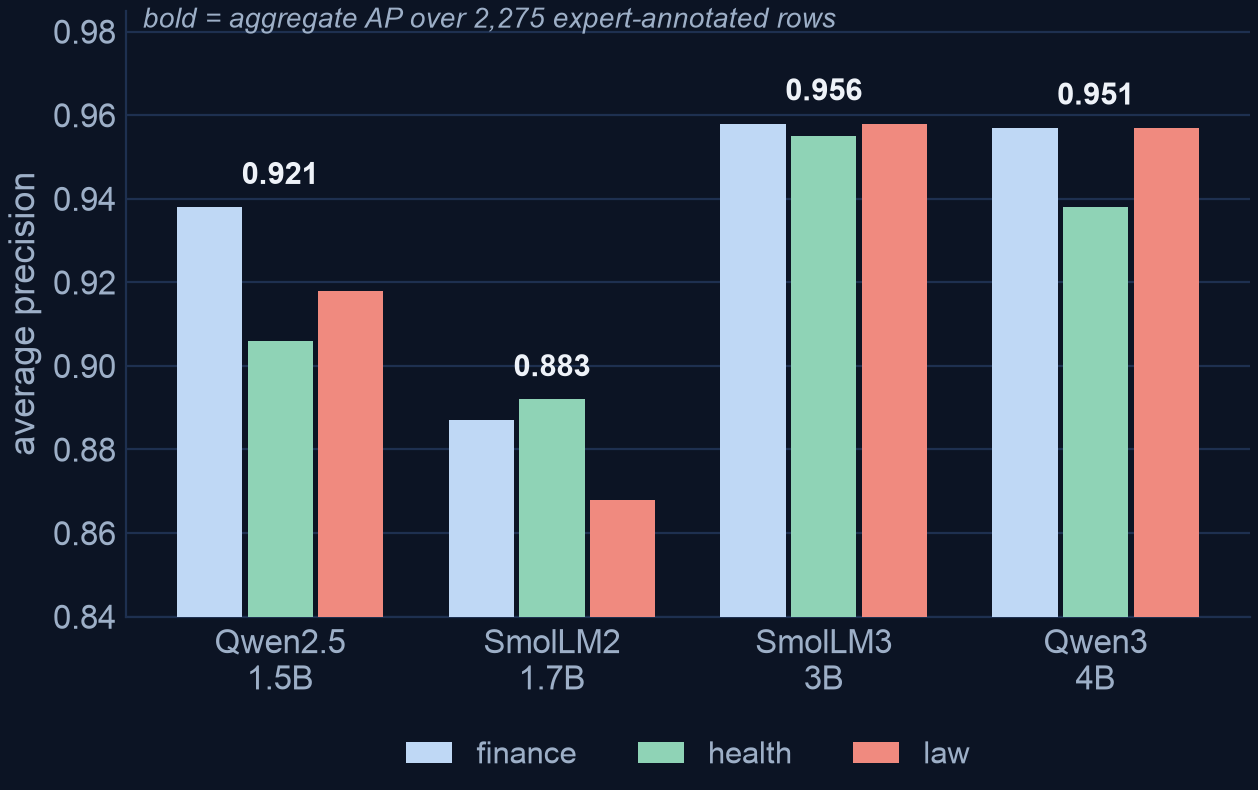 bold = aggregate AP over 2,275 expert-annotated rows
average precision
0.98
0.96
0.94
0.92
0.90
0.88
0.86
0.84
0.921
0.883
0.956
0.951
Qwen2.5
1.5B
SmolLM2
1.7B
SmolLM3
3B
Qwen3
4B
finance
health
law